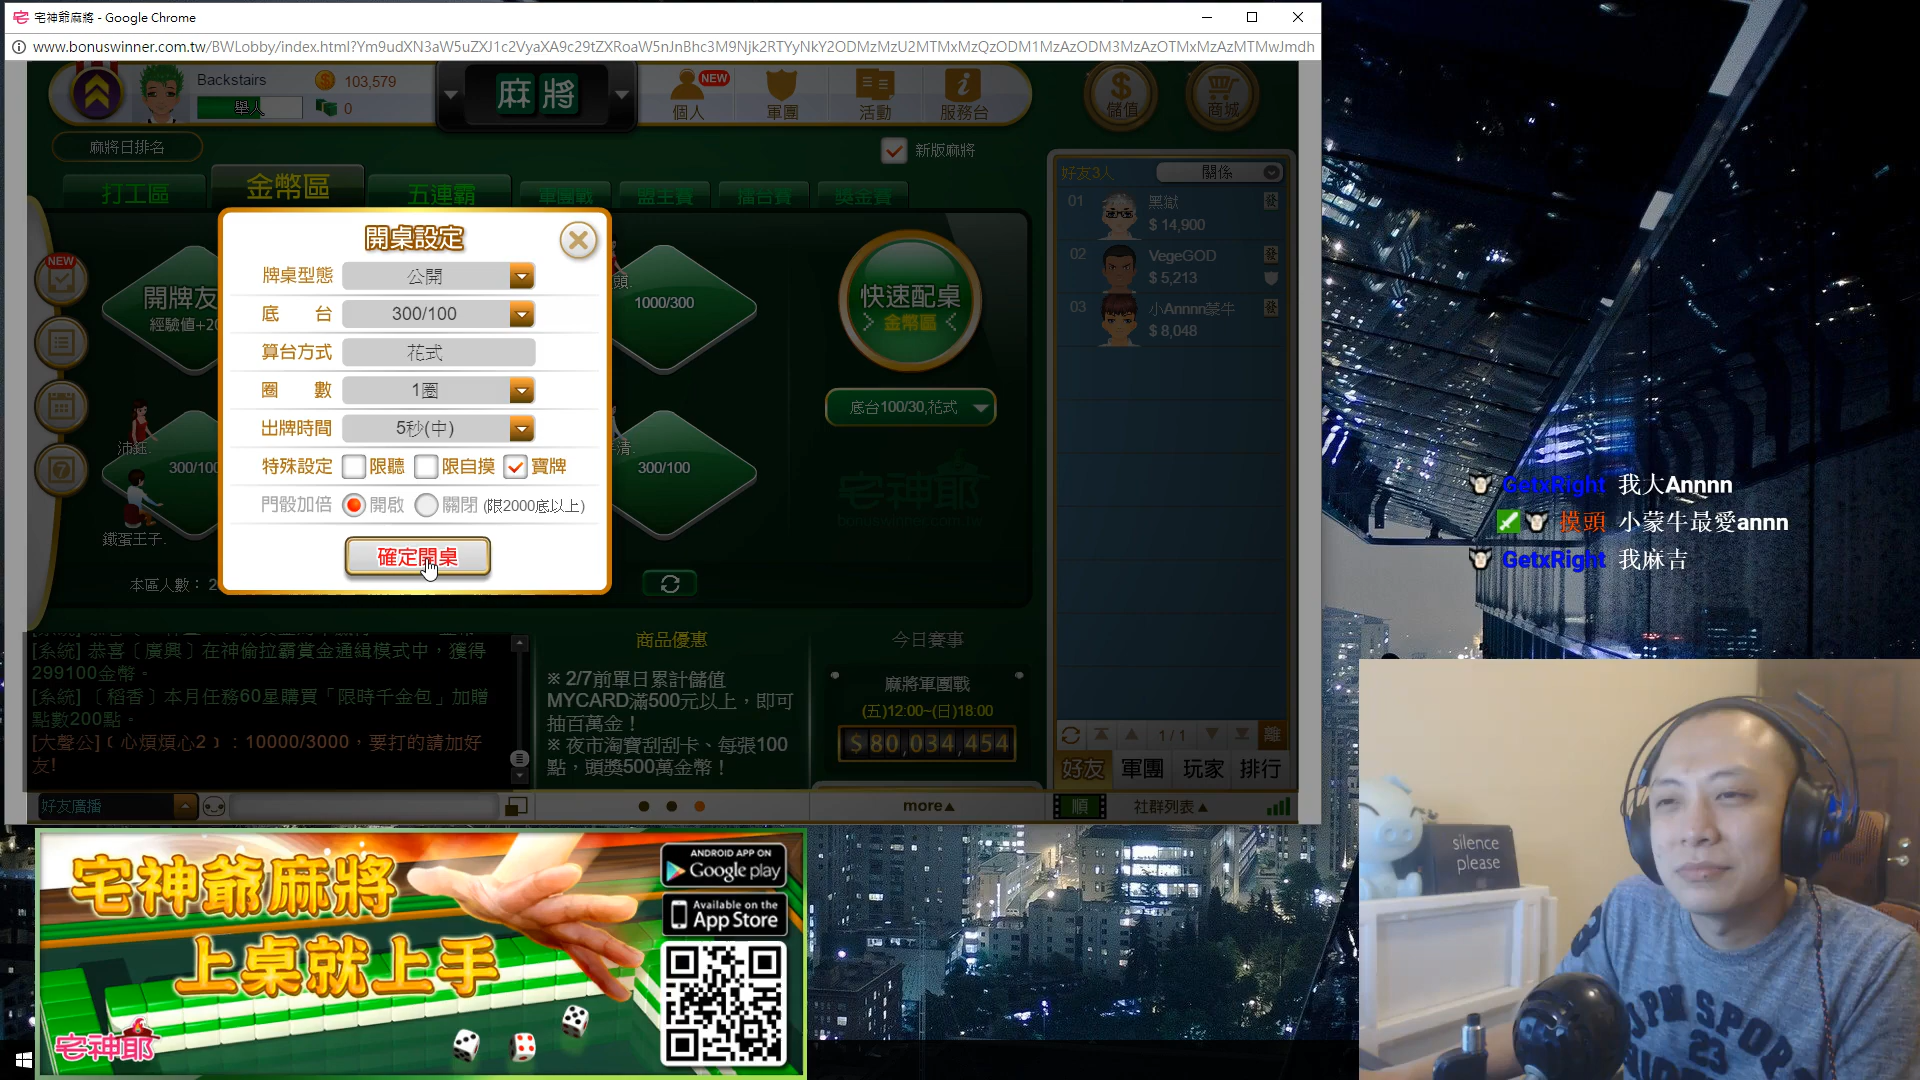 宅神爺麻將 - Google Chrome
www.bonuswinner.com.tw/BWLobby/index.html?Ym9udXN3aW5uZXJ1c2VyaXA9c29tZXRoaW5nJnBhc3M9Njk2RTYyNkY2ODMzMzU2MTMxMzQzODM1MzAzODM3MzAzOTMxMzAzMTMwJmdh
Backstairs
103,579
舉人
0
麻將
NEW
個人
軍團
活動
服務台
儲值
商城
麻將日排名
新版麻將
打工區
金幣區
五連霸
軍團戰
盟主賽
擂台賽
獎金賽
好友3人
關係
01
黑獄
$ 14,900
02
VegeGOD
$ 5,213
03
小Annnn蒙牛
$ 8,048
NEW
開牌友
經驗值+20
開桌設定
牌桌型態
公開
底 台
300/100
算台方式
花式
圈 數
1圈
出牌時間
5秒(中)
特殊設定
限聽
限自摸
寶牌
門骰加倍
開啟
關閉 (限2000底以上)
確定開桌
1000/300
300/100
300/100
沛鈺.
鐵蛋王子.
本區人數： 2
快速配桌
金幣區
底台100/30,花式
宅神爺
bonuswinner.com.tw
[系統] 恭喜〔廣興〕在神偷拉霸賞金通緝模式中，獲得
299100金幣。
[系統] 〔稻香〕本月任務60星購買「限時千金包」加贈
點數200點。
[大聲公]〔心煩煩心2〕：10000/3000，要打的請加好
友!
商品優惠
※ 2/7前單日累計儲值
MYCARD滿500元以上，即可
抽百萬金！
※ 夜市淘寶刮刮卡、每張100
點，頭獎500萬金幣！
今日賽事
麻將軍團戰
(五)12:00~(日)18:00
$80,034,454
more
1 / 1
離
好友
軍團
玩家
排行
好友廣播
順
社群列表
GetxRight 我人Annnn
摸頭 小蒙牛最愛annn
GetxRight 我麻吉
宅神爺麻將
上桌就上手
宅神爺
ANDROID APP ON
Google play
Available on the
App Store
silence
please
JPM SPOP
23